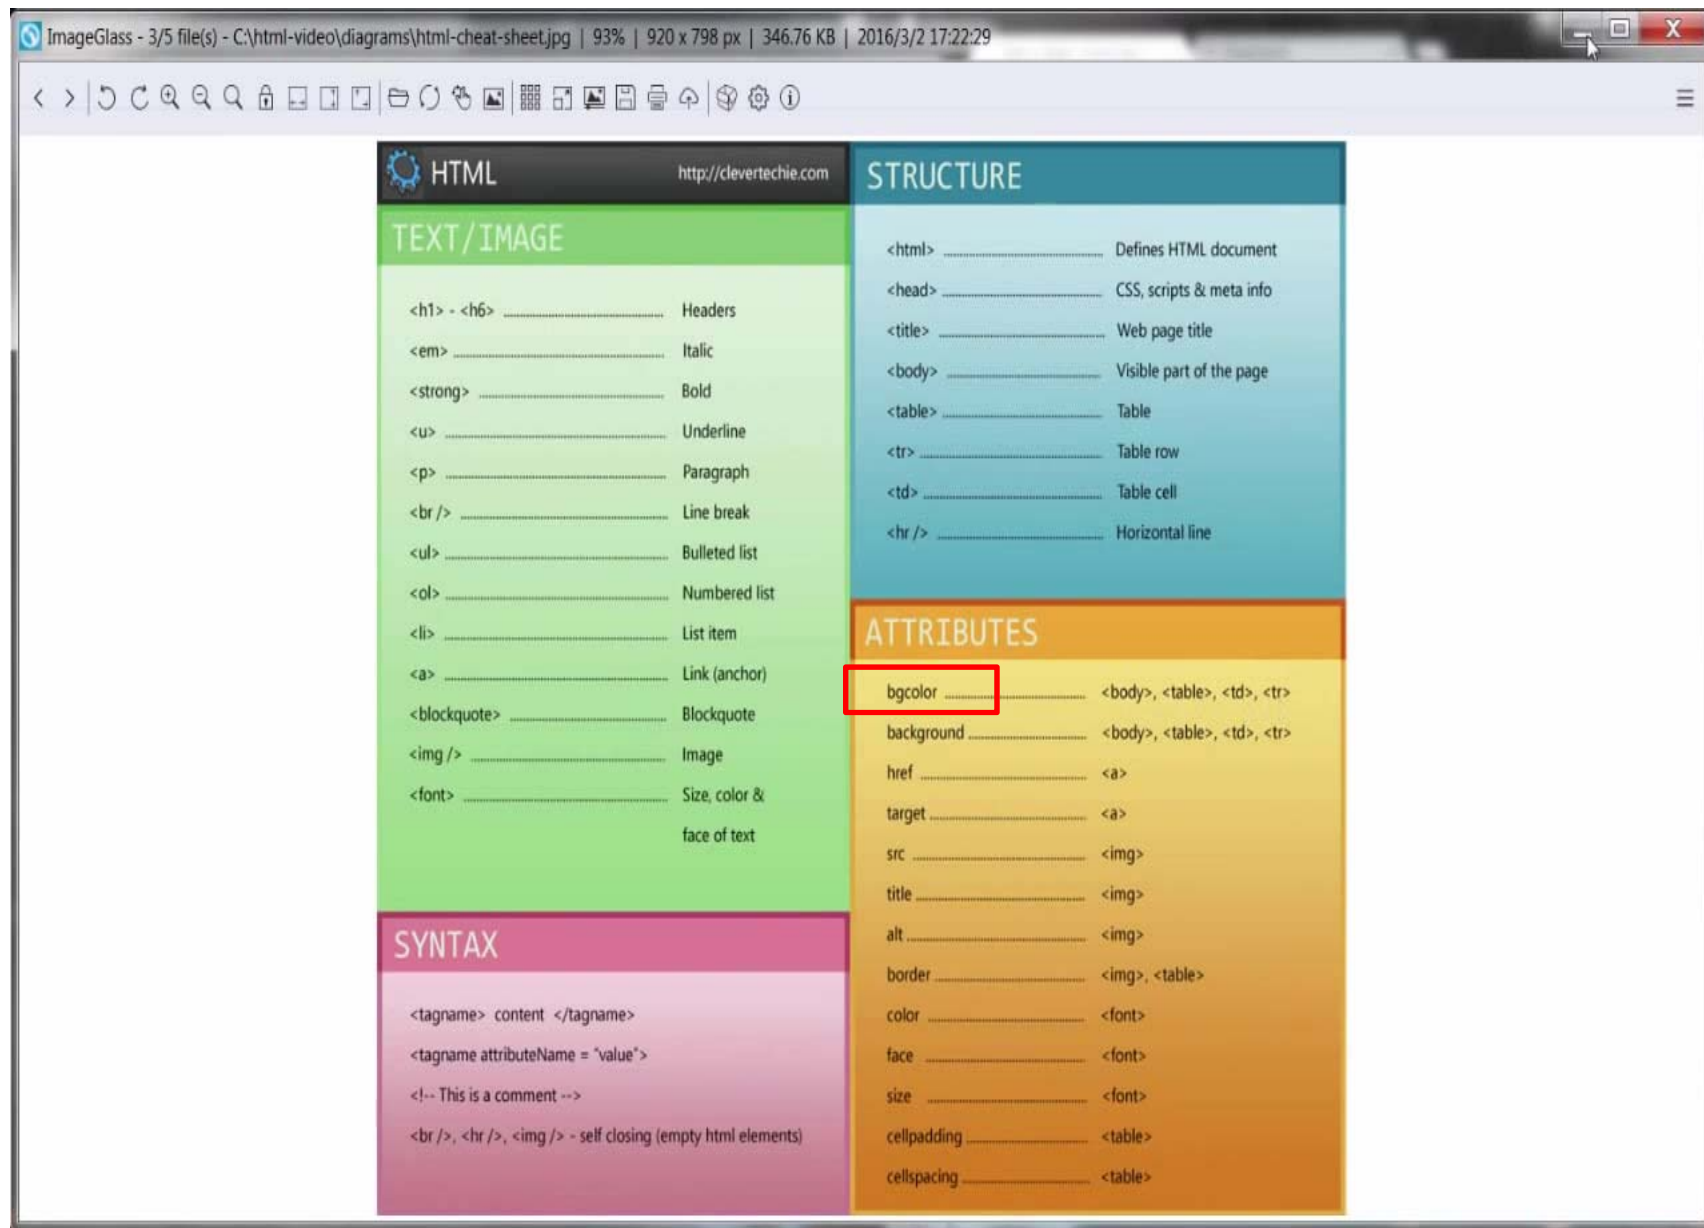 ImageGlass - 3/5 file(s) - C:\html-video\diagrams\html-cheat-sheet.jpg | 93% | 920 x 798 px | 346.76 KB | 2016/3/2 17:22:29
HTML http://clevertechie.com
TEXT/IMAGE
<h1> - <h6> ........ Headers
<em> ........ Italic
<strong> ........ Bold
<u> ........ Underline
<p> ........ Paragraph
<br /> ........ Line break
<ul> ........ Bulleted list
<ol> ........ Numbered list
<li> ........ List item
<a> ........ Link (anchor)
<blockquote> ........ Blockquote
<img /> ........ Image
<font> ........ Size, color &
face of text
SYNTAX
<tagname> content </tagname>
<tagname attributeName = "value">
<!-- This is a comment -->
<br />, <hr />, <img /> - self closing (empty html elements)
STRUCTURE
<html> ........ Defines HTML document
<head> ........ CSS, scripts & meta info
<title> ........ Web page title
<body> ........ Visible part of the page
<table> ........ Table
<tr> ........ Table row
<td> ........ Table cell
<hr /> ........ Horizontal line
ATTRIBUTES
bgcolor ........ <body>, <table>, <td>, <tr>
background ........ <body>, <table>, <td>, <tr>
href ........ <a>
target ........ <a>
src ........ <img>
title ........ <img>
alt ........ <img>
border ........ <img>, <table>
color ........ <font>
face ........ <font>
size ........ <font>
cellpadding ........ <table>
cellspacing ........ <table>